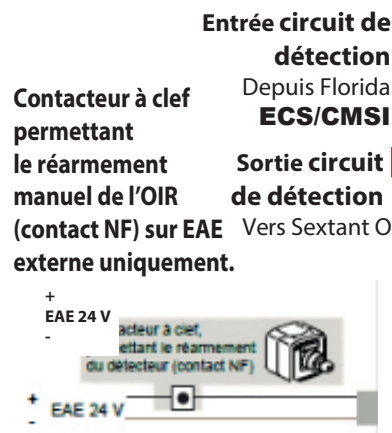 Entrée circuit de
détection
Depuis Florida
ECS/CMSI
Contacteur à clef
permettant
le réarmement
manuel de l'OIR
(contact NF) sur EAE
externe uniquement.
Sortie circuit
de détection
Vers Sextant O
+
EAE 24 V
-
acteur à clef,
ettant le réarmement
du détecteur (contact NF)
+
EAE 24 V
-